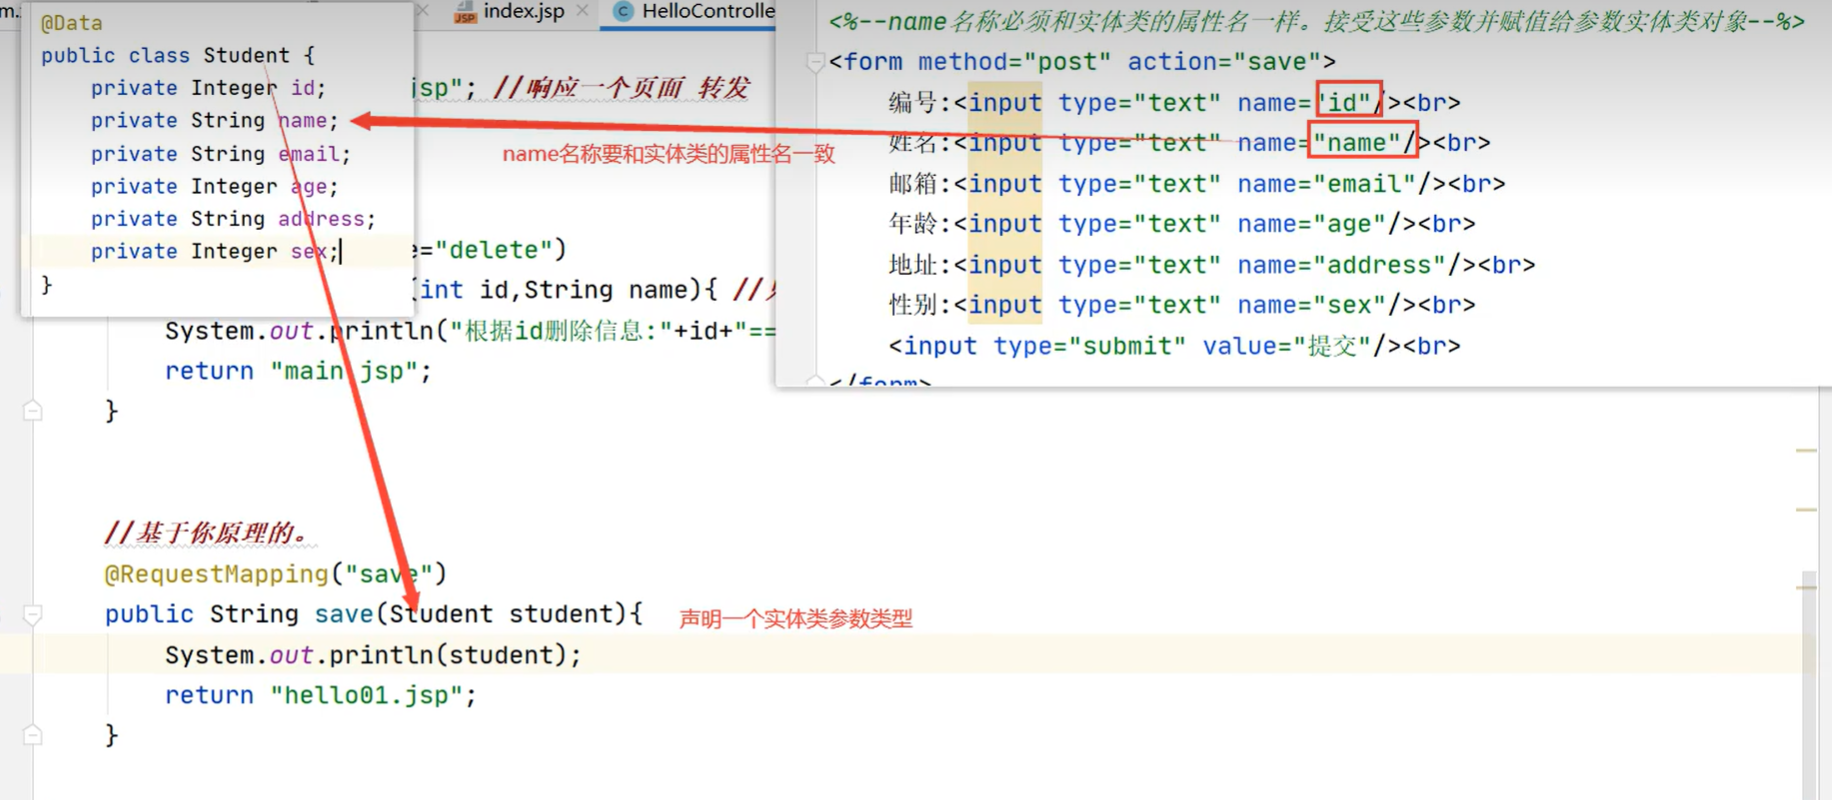 index.jsp
HelloControlle
@Data
public class Student {
private Integer id;
private String name;
private String email;
private Integer age;
private String address;
private Integer sex;
}
jsp"; //响应一个页面 转发
name名称要和实体类的属性名一致
="delete")
(int id,String name){ //
System.out.println("根据id删除信息:"+id+"==
return "main.jsp";
}
<%--name名称必须和实体类的属性名一样。接受这些参数并赋值给参数实体类对象--%>
<form method="post" action="save">
编号:<input type="text" name="id"/><br>
姓名:<input type="text" name="name"/><br>
邮箱:<input type="text" name="email"/><br>
年龄:<input type="text" name="age"/><br>
地址:<input type="text" name="address"/><br>
性别:<input type="text" name="sex"/><br>
<input type="submit" value="提交"/><br>
</form>
//基于你原理的。
@RequestMapping("save")
public String save(Student student){
声明一个实体类参数类型
System.out.println(student);
return "hello01.jsp";
}